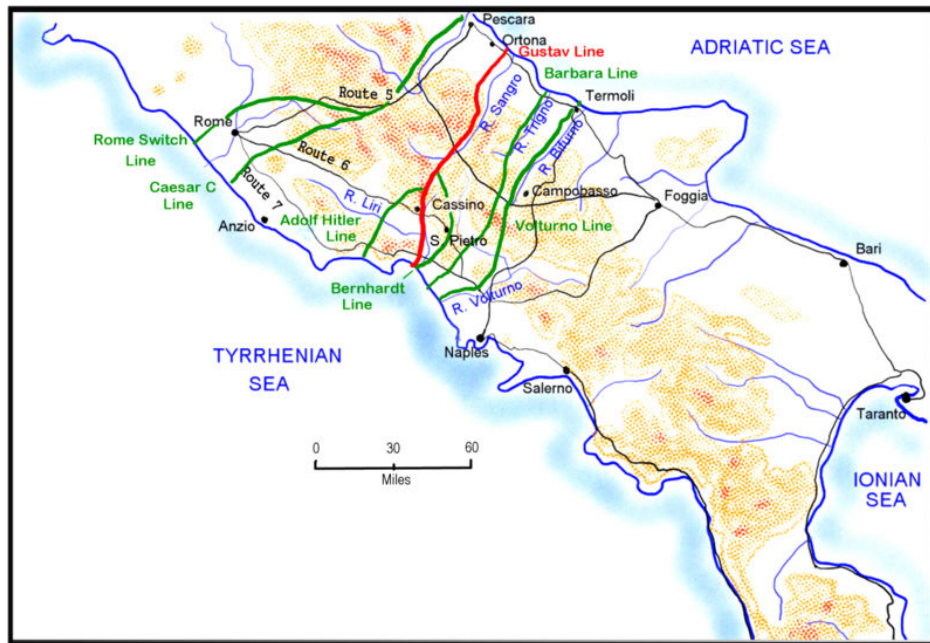 Pescara
Ortona
ADRIATIC SEA
Gustav Line
Barbara Line
Route 5
R. Sangro
Termoli
Rome
R. Trigno
Rome Switch
Line
Route 6
R. Bifurno
Route 7
Caesar C
Line
R. Liri
Campobasso
Foggia
Cassino
Anzio
Adolf Hitler
Line
Volturno Line
S. Pietro
Bari
Bernhardt
Line
R. Volturno
TYRRHENIAN
SEA
Naples
Salerno
Taranto
0 30 60
Miles
IONIAN
SEA